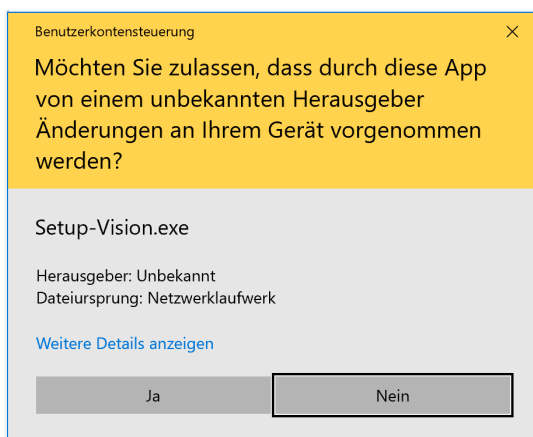 Benutzerkontensteuerung
Möchten Sie zulassen, dass durch diese App
von einem unbekannten Herausgeber
Änderungen an Ihrem Gerät vorgenommen
werden?
Setup-Vision.exe
Herausgeber: Unbekannt
Dateiursprung: Netzwerklaufwerk
Weitere Details anzeigen
Ja
Nein